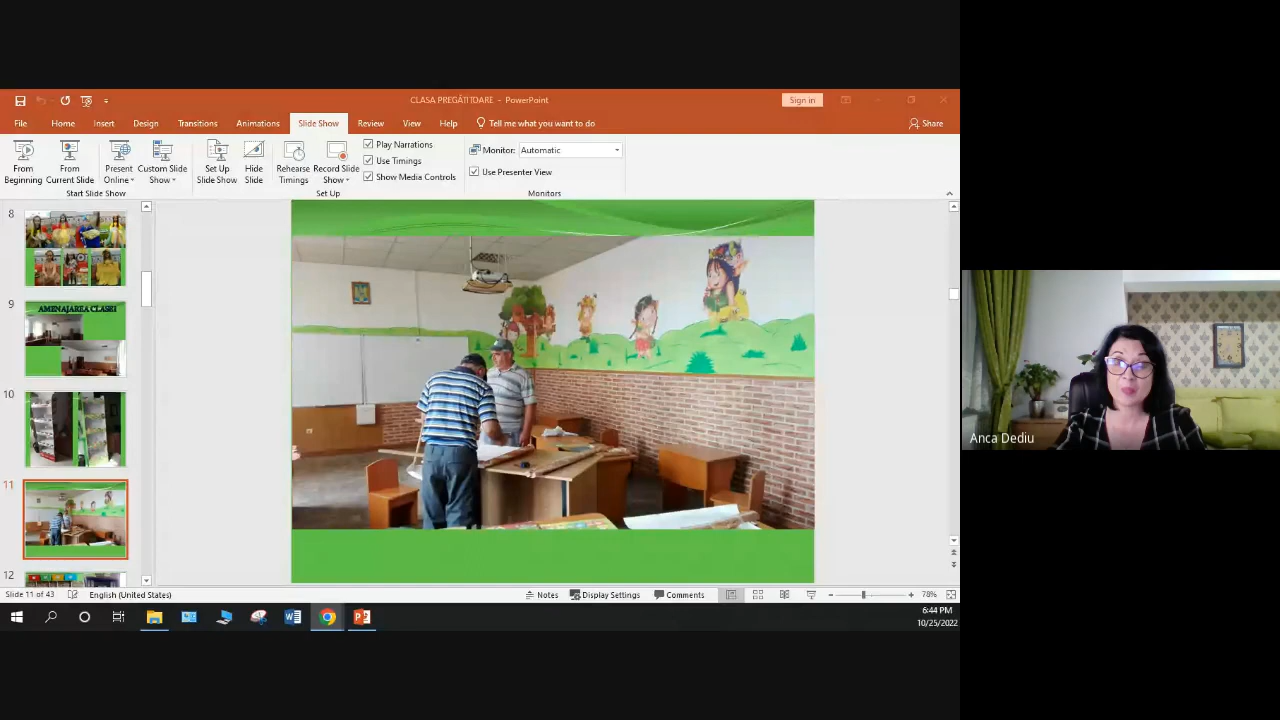 CLASA PREGĂTITOARE - PowerPoint
Sign in
File Home Insert Design Transitions Animations Slide Show Review View Help Tell me what you want to do Share
From Beginning
From Current Slide
Present Online
Custom Slide Show
Start Slide Show
Set Up Slide Show
Hide Slide
Rehearse Timings
Record Slide Show
Play Narrations
Use Timings
Show Media Controls
Set Up
Monitor: Automatic
Use Presenter View
Monitors
8
9
AMENAJAREA CLASEI
10
11
12
Anca Dediu
Slide 11 of 43 English (United States) Notes Display Settings Comments 78%
6:44 PM
10/25/2022